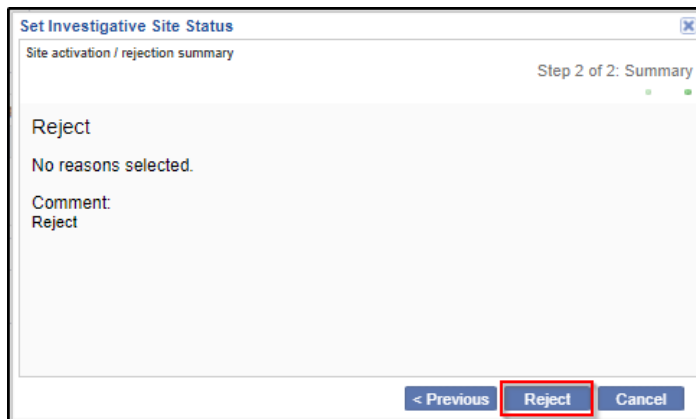 Set Investigative Site Status
Site activation / rejection summary
Step 2 of 2: Summary
Reject
No reasons selected.
Comment:
Reject
< Previous Reject Cancel